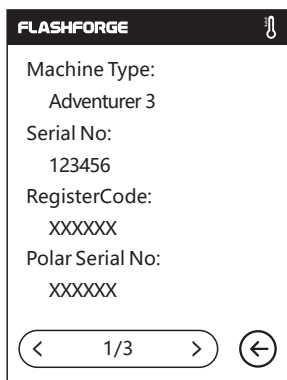 FLASHFORGE
Machine Type:
Adventurer 3
Serial No:
123456
RegisterCode:
XXXXXX
Polar Serial No:
XXXXXX
1/3